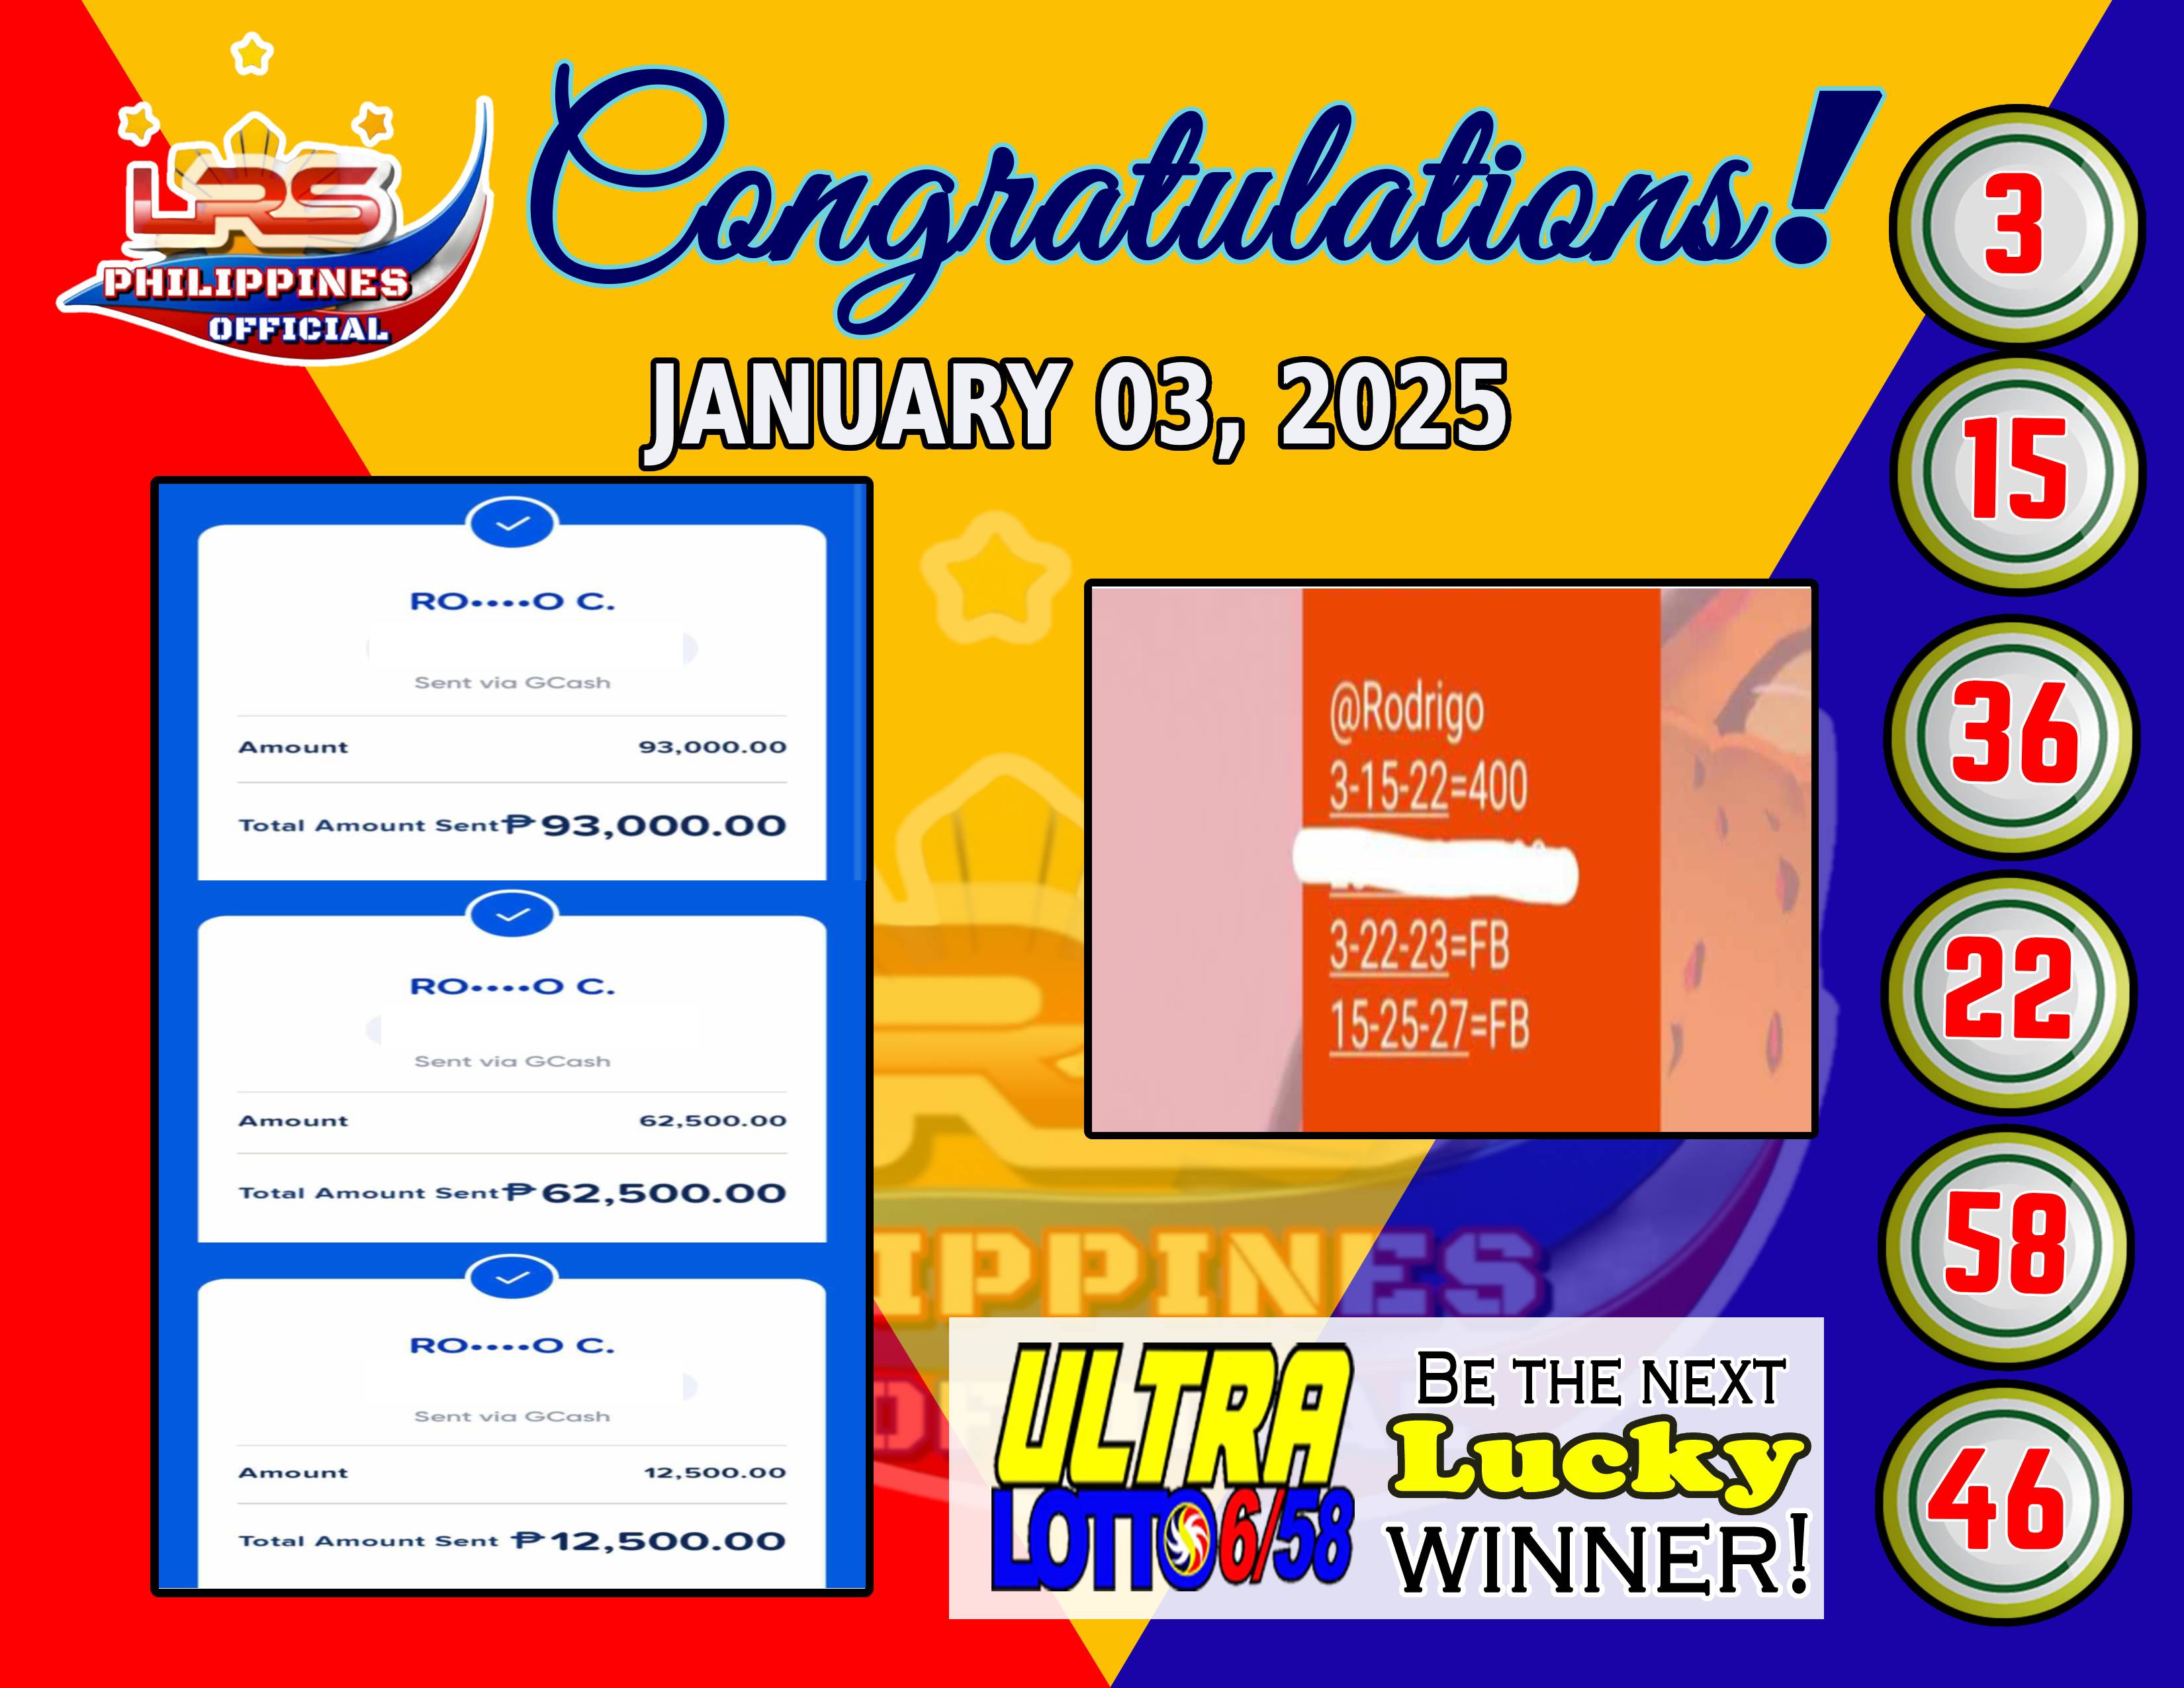 LRS
PHILIPPINES
OFFICIAL
Congratulations!
JANUARY 03, 2025
RO•••••O C.
Sent via GCash
Amount 93,000.00
Total Amount Sent ₱93,000.00
RO•••••O C.
Sent via GCash
Amount 62,500.00
Total Amount Sent ₱62,500.00
RO•••••O C.
Sent via GCash
Amount 12,500.00
Total Amount Sent ₱12,500.00
@Rodrigo
3-15-22=400
3-22-23=FB
15-25-27=FB
ULTRA
LOTTO 6/58
BE THE NEXT
Lucky
WINNER!
3
15
36
22
58
46